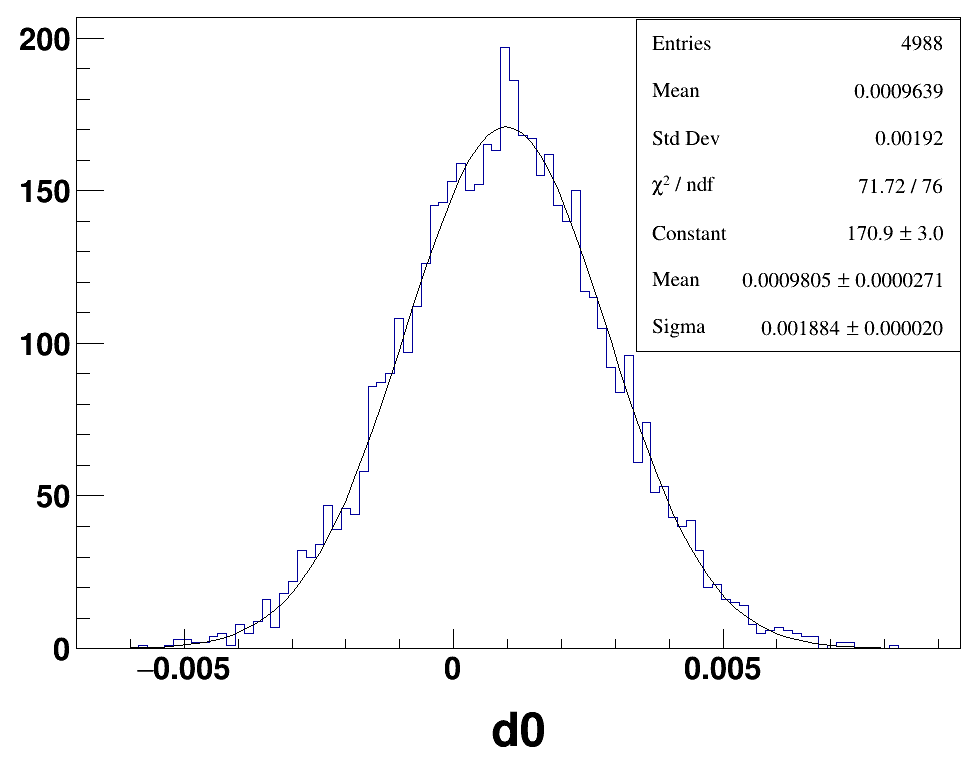 200
150
100
50
0
−0.005 0 0.005
d0
Entries 4988
Mean 0.0009639
Std Dev 0.00192
χ² / ndf 71.72 / 76
Constant 170.9 ± 3.0
Mean 0.0009805 ± 0.0000271
Sigma 0.001884 ± 0.000020